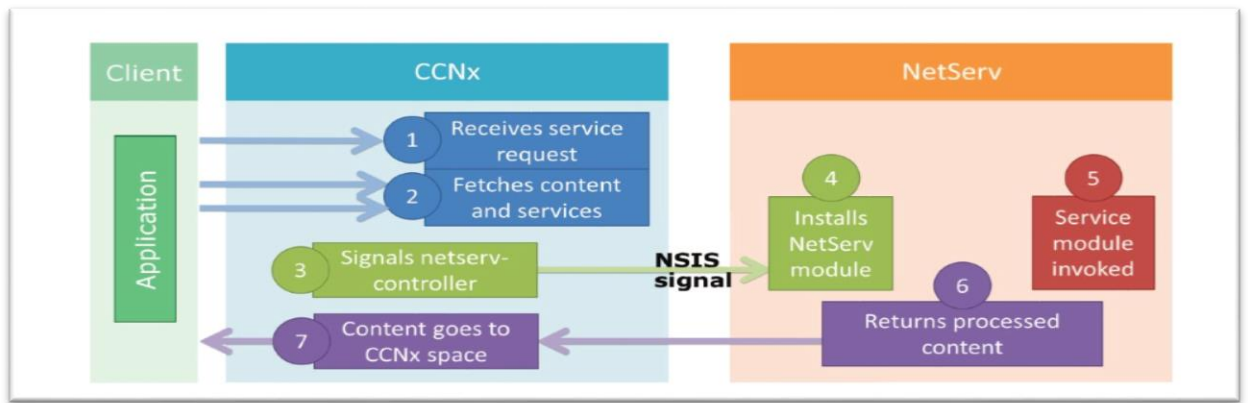 Client
CCNx
NetServ
Application
1
Receives service
request
2
Fetches content
and services
3
Signals netserv-
controller
NSIS
signal
4
Installs
NetServ
module
5
Service
module
invoked
6
Returns processed
content
7
Content goes to
CCNx space